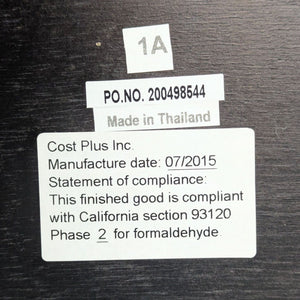 1A
PO.NO. 200498544
Made in Thailand
Cost Plus Inc.
Manufacture date: 07/2015
Statement of compliance:
This finished good is compliant
with California section 93120
Phase 2 for formaldehyde